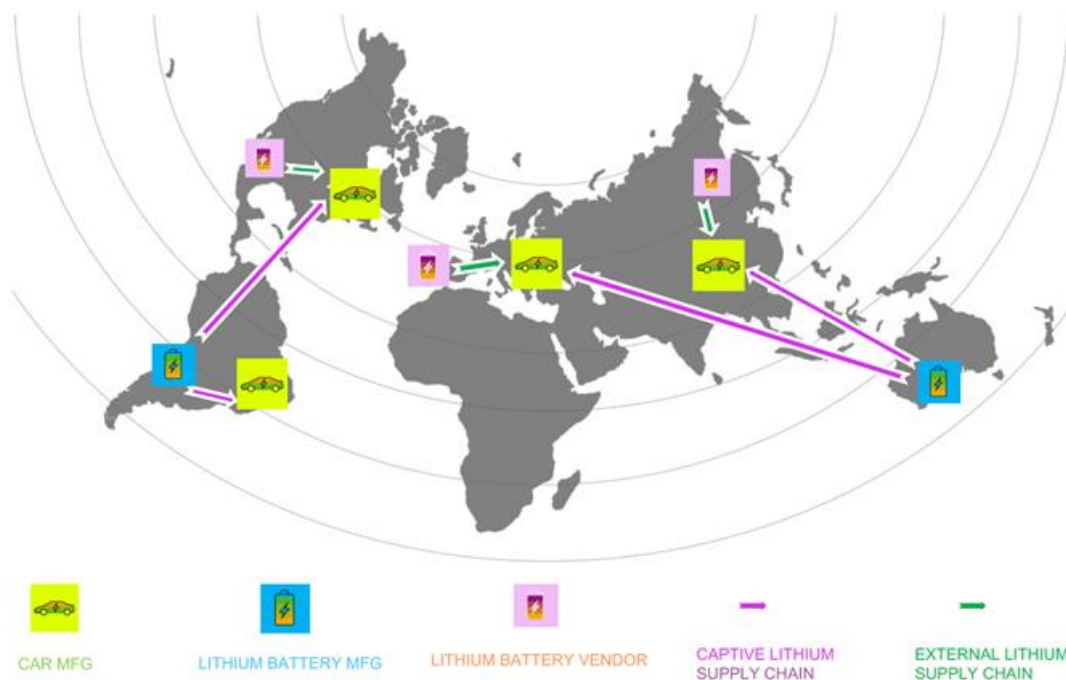 CAR MFG
LITHIUM BATTERY MFG
LITHIUM BATTERY VENDOR
CAPTIVE LITHIUM
SUPPLY CHAIN
EXTERNAL LITHIUM
SUPPLY CHAIN